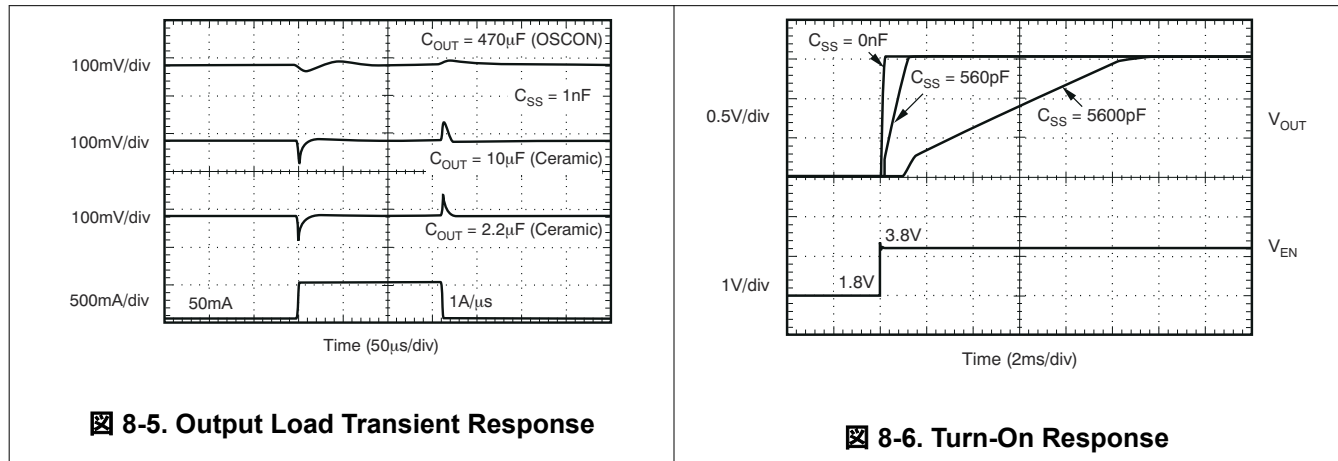 C_OUT = 470μF (OSCON)
100mV/div
C_SS = 1nF
100mV/div
C_OUT = 10μF (Ceramic)
100mV/div
C_OUT = 2.2μF (Ceramic)
500mA/div
50mA
1A/μs
Time (50μs/div)
図 8-5. Output Load Transient Response
C_SS = 0nF
C_SS = 560pF
0.5V/div
C_SS = 5600pF
V_OUT
3.8V
V_EN
1V/div
1.8V
Time (2ms/div)
図 8-6. Turn-On Response